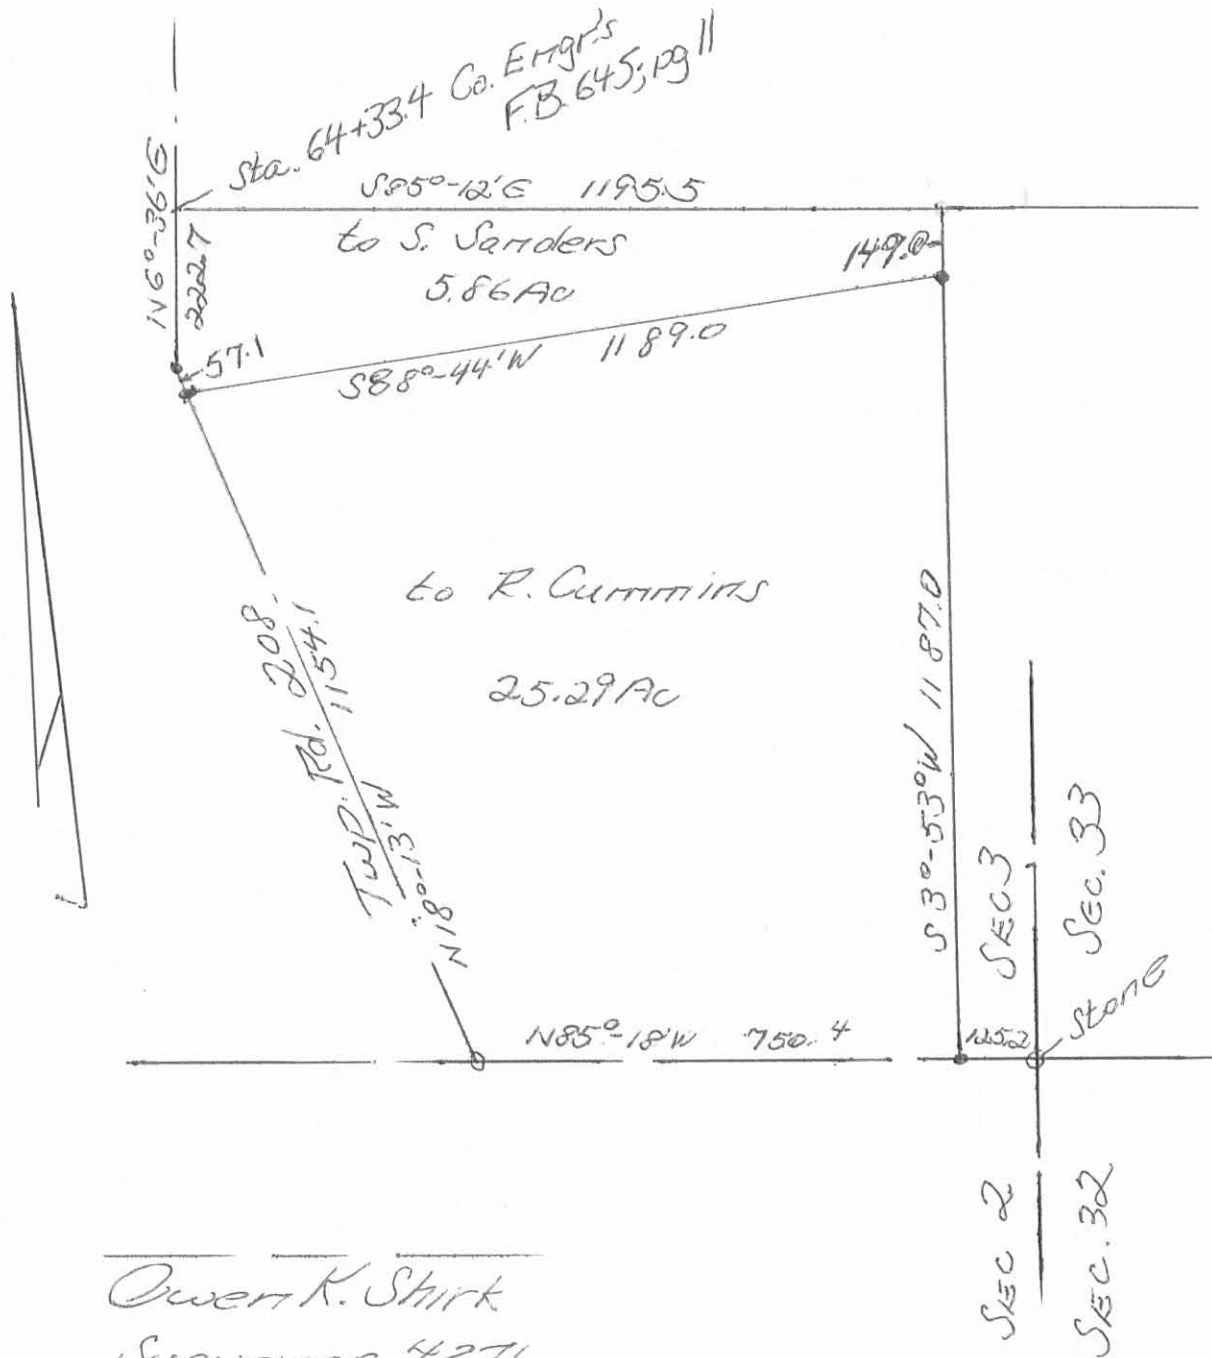 Sta. 64+33.4 Co. Engr's
F.B. 645; pg 11
N6°-36'E
222.7
S85°-12'E 1195.5
to S. Sanders
5.86 Ac
149.0
57.1
S88°-44'W 1189.0
to R. Cummins
25.29 Ac
Twp. Rd. 208
1154.1
N18°-13'W
S3°-53°W 1187.0
SEC 3
SEC. 33
Stone
N85°-18'W 750.4
125.2
SEC 2
SEC. 32
Owen K. Shirk
Surveyor 4271